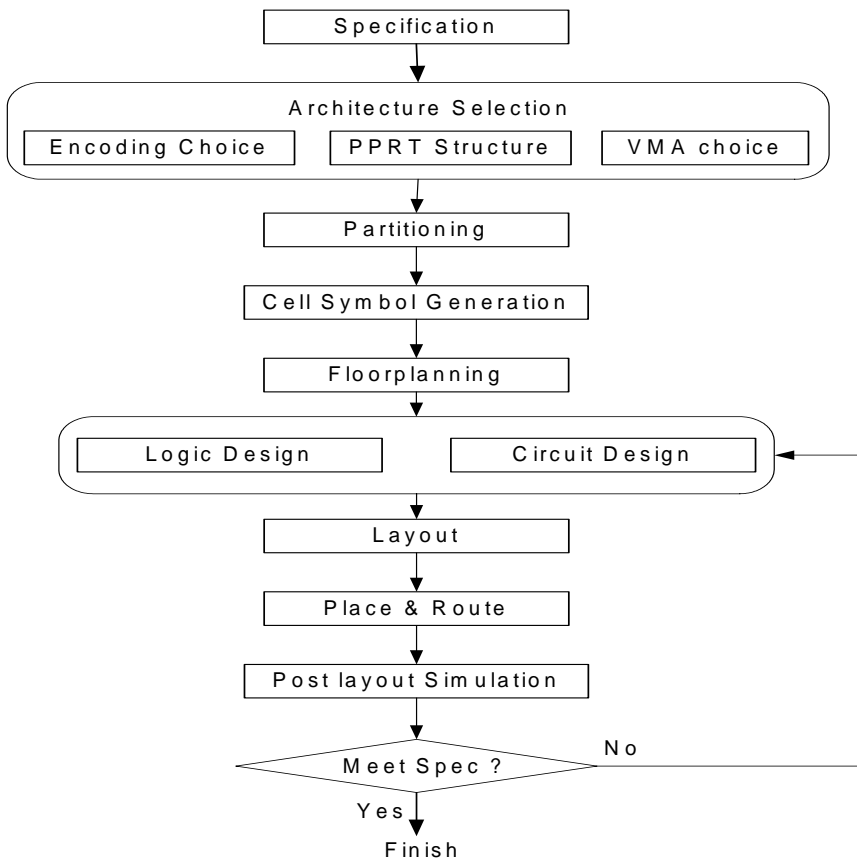 Specification
Architecture Selection
Encoding Choice
PPRT Structure
VMA choice
Partitioning
Cell Symbol Generation
Floorplanning
Logic Design
Circuit Design
Layout
Place & Route
Post layout Simulation
Meet Spec ?
No
Yes
Finish